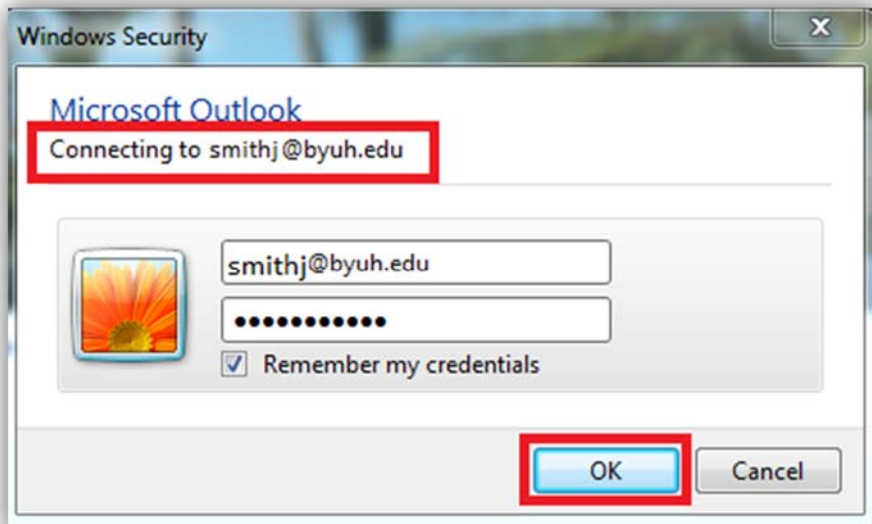 Windows Security
Microsoft Outlook
Connecting to smithj@byuh.edu
smithj@byuh.edu
●●●●●●●●●●●
Remember my credentials
OK
Cancel